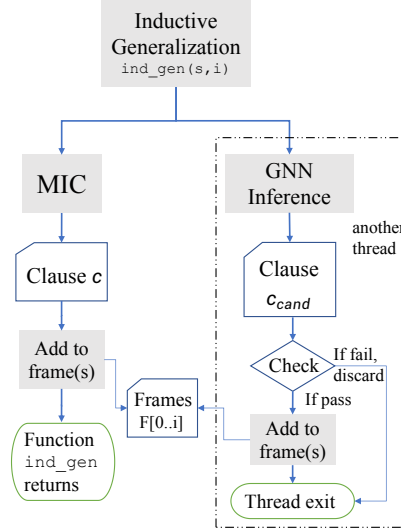 Inductive
Generalization
ind_gen(s,i)
MIC
GNN
Inference
another
thread
Clause c
Clause
c_cand
Add to
frame(s)
Check
If fail,
discard
If pass
Frames
F[0..i]
Function
ind_gen
returns
Add to
frame(s)
Thread exit